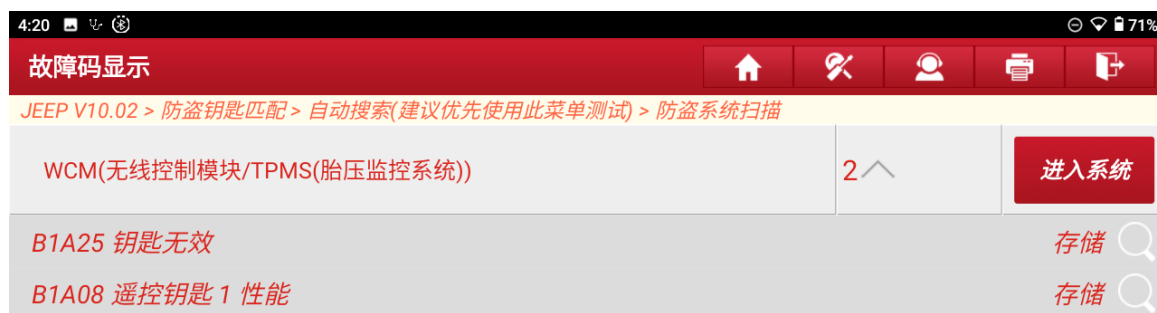 4:20 71%
故障码显示
JEEP V10.02 > 防盗钥匙匹配 > 自动搜索(建议优先使用此菜单测试) > 防盗系统扫描
WCM(无线控制模块/TPMS(胎压监控系统)) 2 进入系统
B1A25 钥匙无效 存储
B1A08 遥控钥匙 1 性能 存储